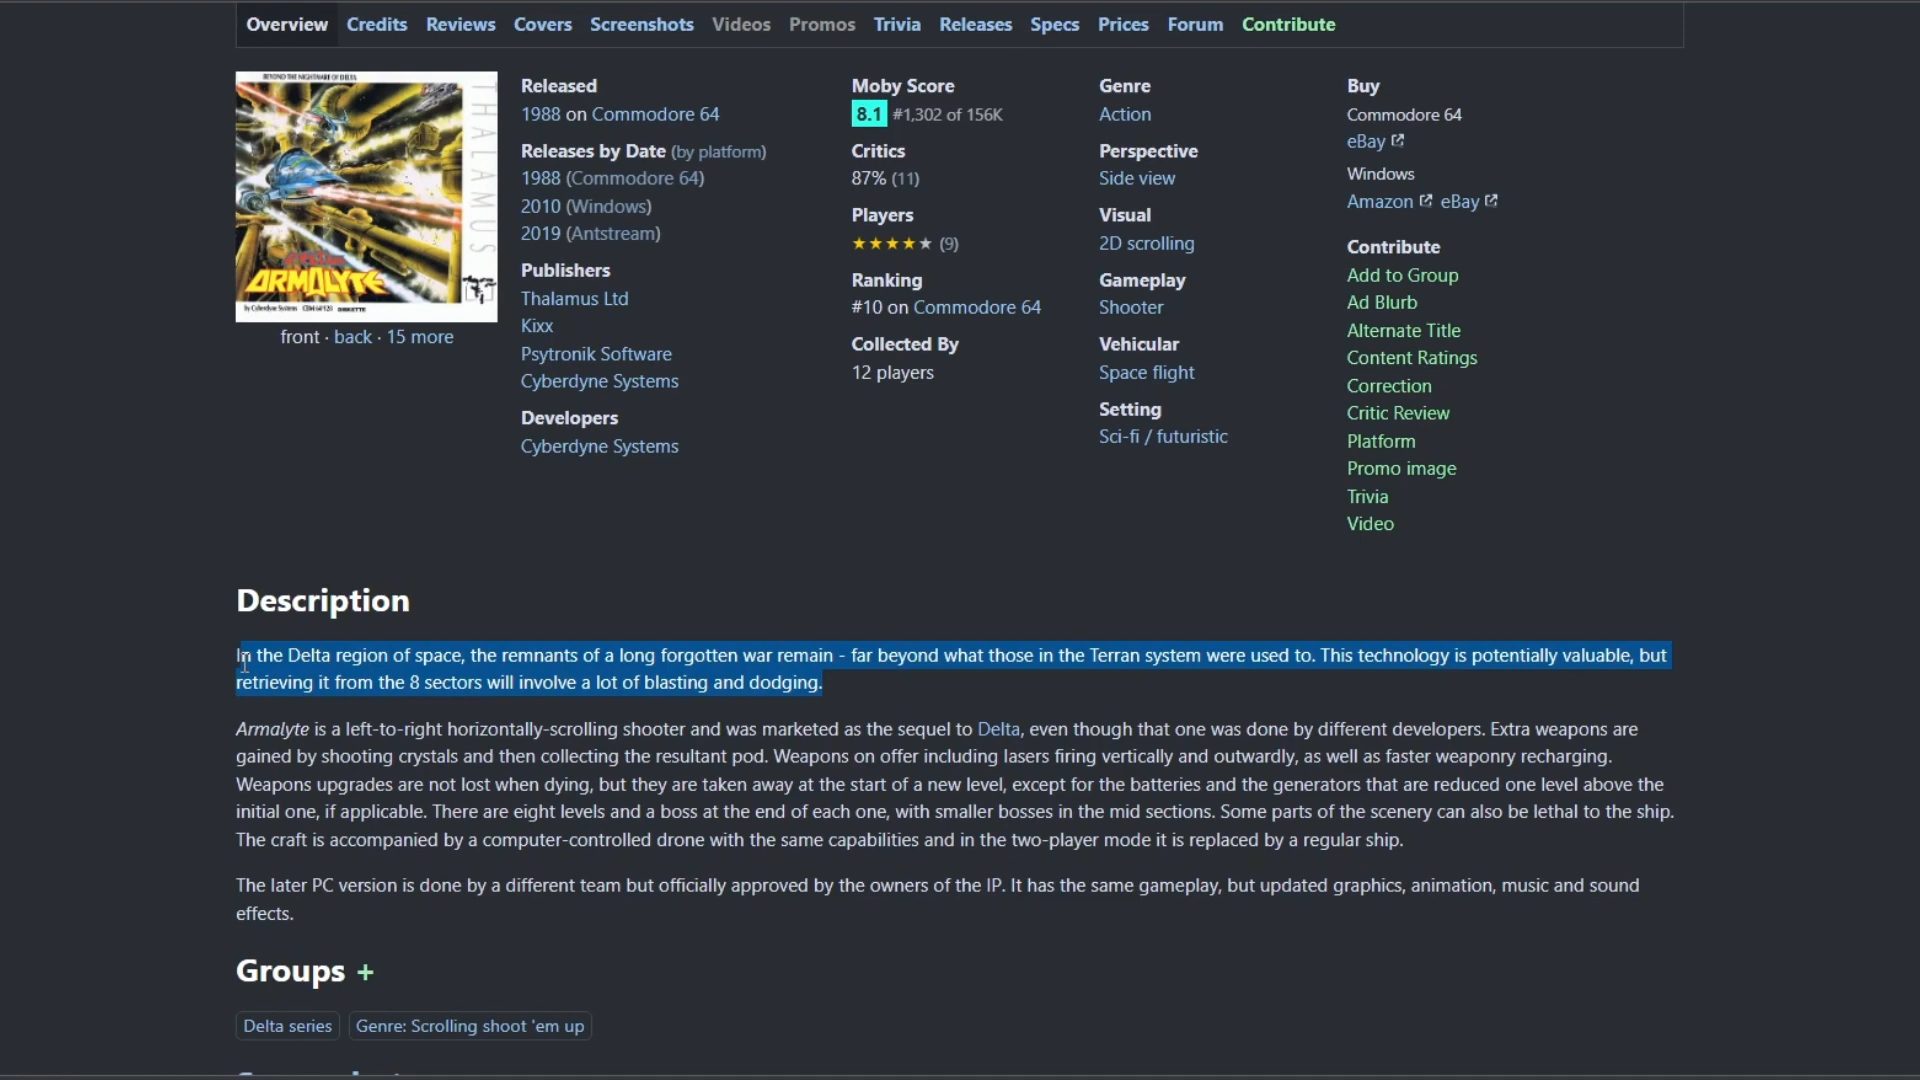 Overview Credits Reviews Covers Screenshots Videos Promos Trivia Releases Specs Prices Forum Contribute
BEYOND THE NIGHTMARE OF DELTA
THALAMUS
ARMALYTE
by Cyberdyne Systems CBM 64/128 DISKETTE
front · back · 15 more
Released
1988 on Commodore 64
Releases by Date (by platform)
1988 (Commodore 64)
2010 (Windows)
2019 (Antstream)
Publishers
Thalamus Ltd
Kixx
Psytronik Software
Cyberdyne Systems
Developers
Cyberdyne Systems
Moby Score
8.1 #1,302 of 156K
Critics
87% (11)
Players
★★★★★ (9)
Ranking
#10 on Commodore 64
Collected By
12 players
Genre
Action
Perspective
Side view
Visual
2D scrolling
Gameplay
Shooter
Vehicular
Space flight
Setting
Sci-fi / futuristic
Buy
Commodore 64
eBay
Windows
Amazon eBay
Contribute
Add to Group
Ad Blurb
Alternate Title
Content Ratings
Correction
Critic Review
Platform
Promo image
Trivia
Video
Description
In the Delta region of space, the remnants of a long forgotten war remain - far beyond what those in the Terran system were used to. This technology is potentially valuable, but
retrieving it from the 8 sectors will involve a lot of blasting and dodging.
Armalyte is a left-to-right horizontally-scrolling shooter and was marketed as the sequel to Delta, even though that one was done by different developers. Extra weapons are
gained by shooting crystals and then collecting the resultant pod. Weapons on offer including lasers firing vertically and outwardly, as well as faster weaponry recharging.
Weapons upgrades are not lost when dying, but they are taken away at the start of a new level, except for the batteries and the generators that are reduced one level above the
initial one, if applicable. There are eight levels and a boss at the end of each one, with smaller bosses in the mid sections. Some parts of the scenery can also be lethal to the ship.
The craft is accompanied by a computer-controlled drone with the same capabilities and in the two-player mode it is replaced by a regular ship.
The later PC version is done by a different team but officially approved by the owners of the IP. It has the same gameplay, but updated graphics, animation, music and sound
effects.
Groups +
Delta series Genre: Scrolling shoot 'em up